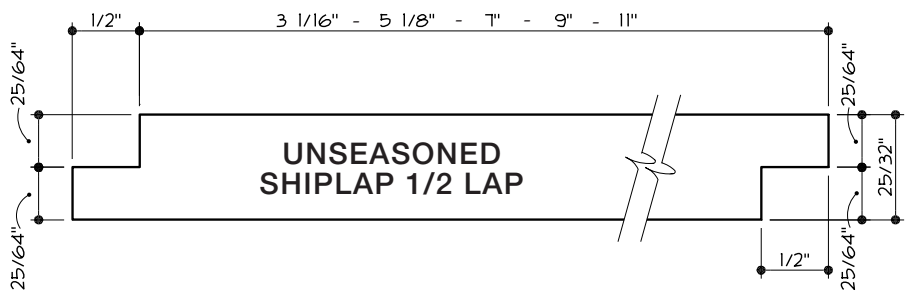 1/2" 3 1/16" - 5 1/8" - 7" - 9" - 11"
25/64"
25/64"
UNSEASONED
SHIPLAP 1/2 LAP
25/32"
25/64"
25/64"
1/2"